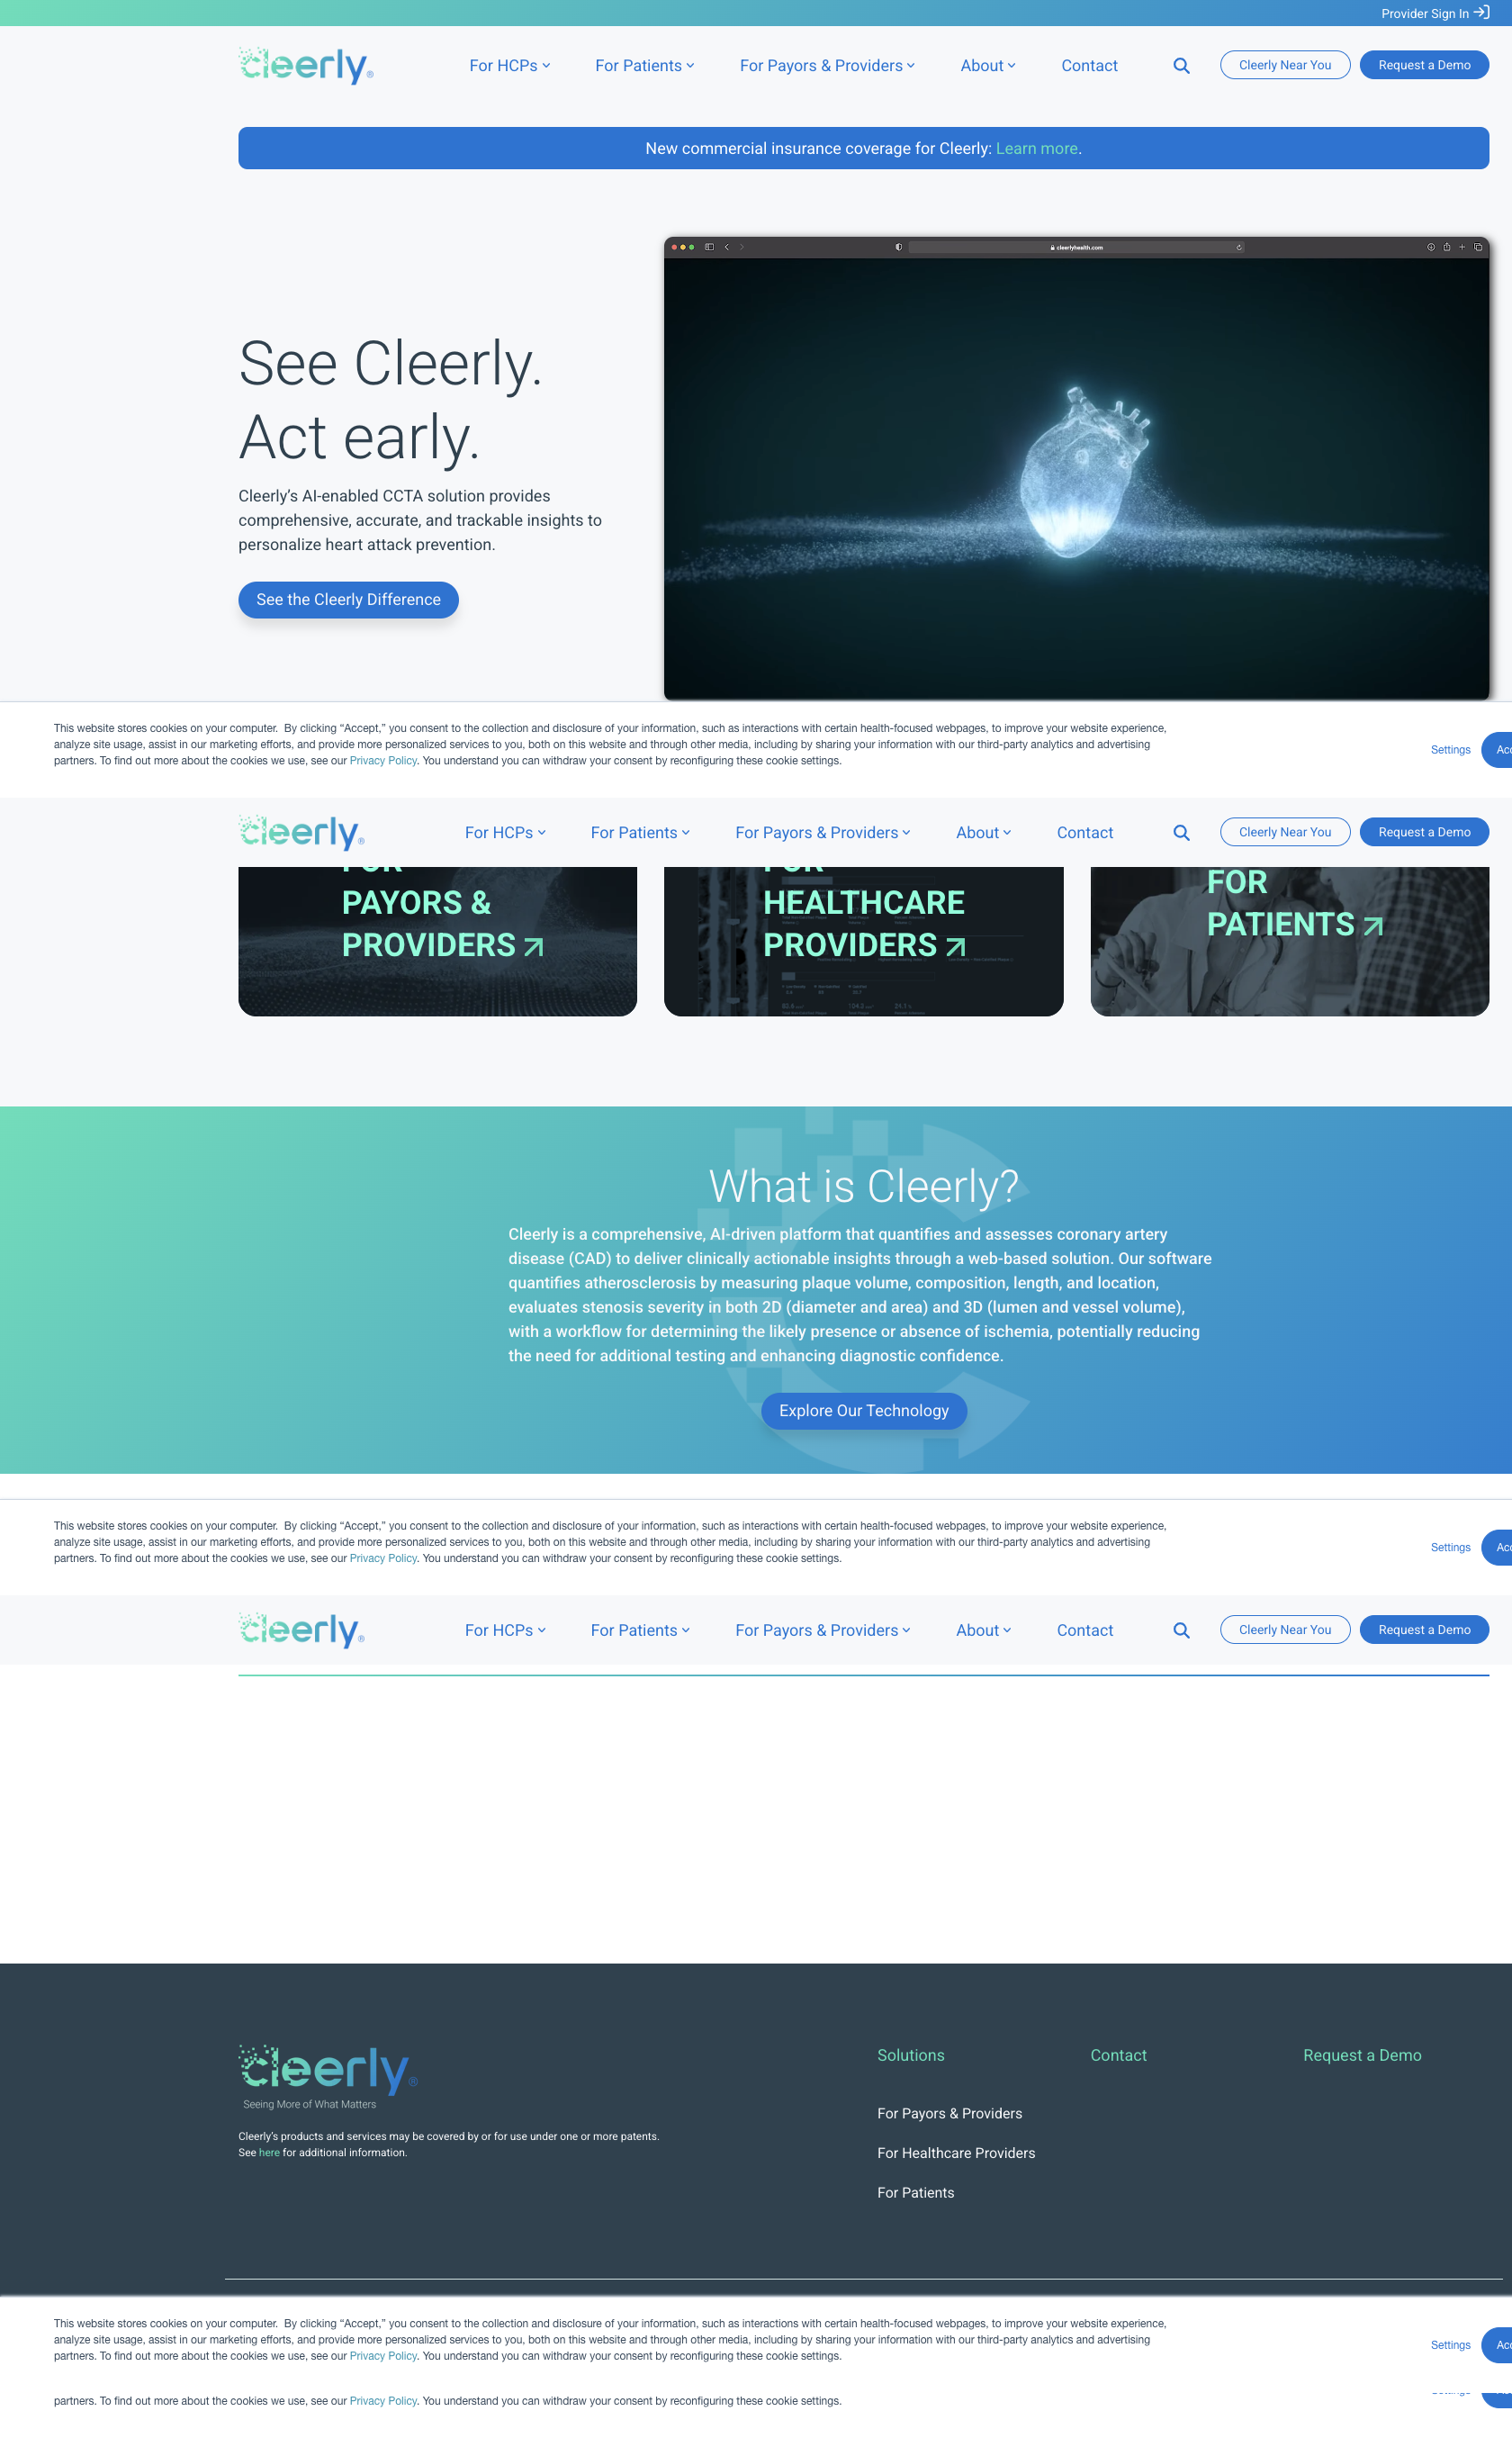 Provider Sign In
cleerly®
For HCPs
For Patients
For Payors & Providers
About
Contact
Cleerly Near You
Request a Demo
New commercial insurance coverage for Cleerly: Learn more.
cleerlyhealth.com
See Cleerly.
Act early.
Cleerly’s AI-enabled CCTA solution provides
comprehensive, accurate, and trackable insights to
personalize heart attack prevention.
See the Cleerly Difference
This website stores cookies on your computer.  By clicking “Accept,” you consent to the collection and disclosure of your information, such as interactions with certain health-focused webpages, to improve your website experience,
analyze site usage, assist in our marketing efforts, and provide more personalized services to you, both on this website and through other media, including by sharing your information with our third-party analytics and advertising
partners. To find out more about the cookies we use, see our Privacy Policy. You understand you can withdraw your consent by reconfiguring these cookie settings.
Settings
cleerly®
For HCPs
For Patients
For Payors & Providers
About
Contact
Cleerly Near You
Request a Demo
FOR
PAYORS &
PROVIDERS
FOR
HEALTHCARE
PROVIDERS
FOR
PATIENTS
What is Cleerly?
Cleerly is a comprehensive, AI-driven platform that quantifies and assesses coronary artery
disease (CAD) to deliver clinically actionable insights through a web-based solution. Our software
quantifies atherosclerosis by measuring plaque volume, composition, length, and location,
evaluates stenosis severity in both 2D (diameter and area) and 3D (lumen and vessel volume),
with a workflow for determining the likely presence or absence of ischemia, potentially reducing
the need for additional testing and enhancing diagnostic confidence.
Explore Our Technology
This website stores cookies on your computer.  By clicking “Accept,” you consent to the collection and disclosure of your information, such as interactions with certain health-focused webpages, to improve your website experience,
analyze site usage, assist in our marketing efforts, and provide more personalized services to you, both on this website and through other media, including by sharing your information with our third-party analytics and advertising
partners. To find out more about the cookies we use, see our Privacy Policy. You understand you can withdraw your consent by reconfiguring these cookie settings.
Settings
cleerly®
For HCPs
For Patients
For Payors & Providers
About
Contact
Cleerly Near You
Request a Demo
cleerly®
Seeing More of What Matters
Cleerly’s products and services may be covered by or for use under one or more patents.
See here for additional information.
Solutions
For Payors & Providers
For Healthcare Providers
For Patients
Contact
Request a Demo
This website stores cookies on your computer.  By clicking “Accept,” you consent to the collection and disclosure of your information, such as interactions with certain health-focused webpages, to improve your website experience,
analyze site usage, assist in our marketing efforts, and provide more personalized services to you, both on this website and through other media, including by sharing your information with our third-party analytics and advertising
partners. To find out more about the cookies we use, see our Privacy Policy. You understand you can withdraw your consent by reconfiguring these cookie settings.
Settings
partners. To find out more about the cookies we use, see our Privacy Policy. You understand you can withdraw your consent by reconfiguring these cookie settings.